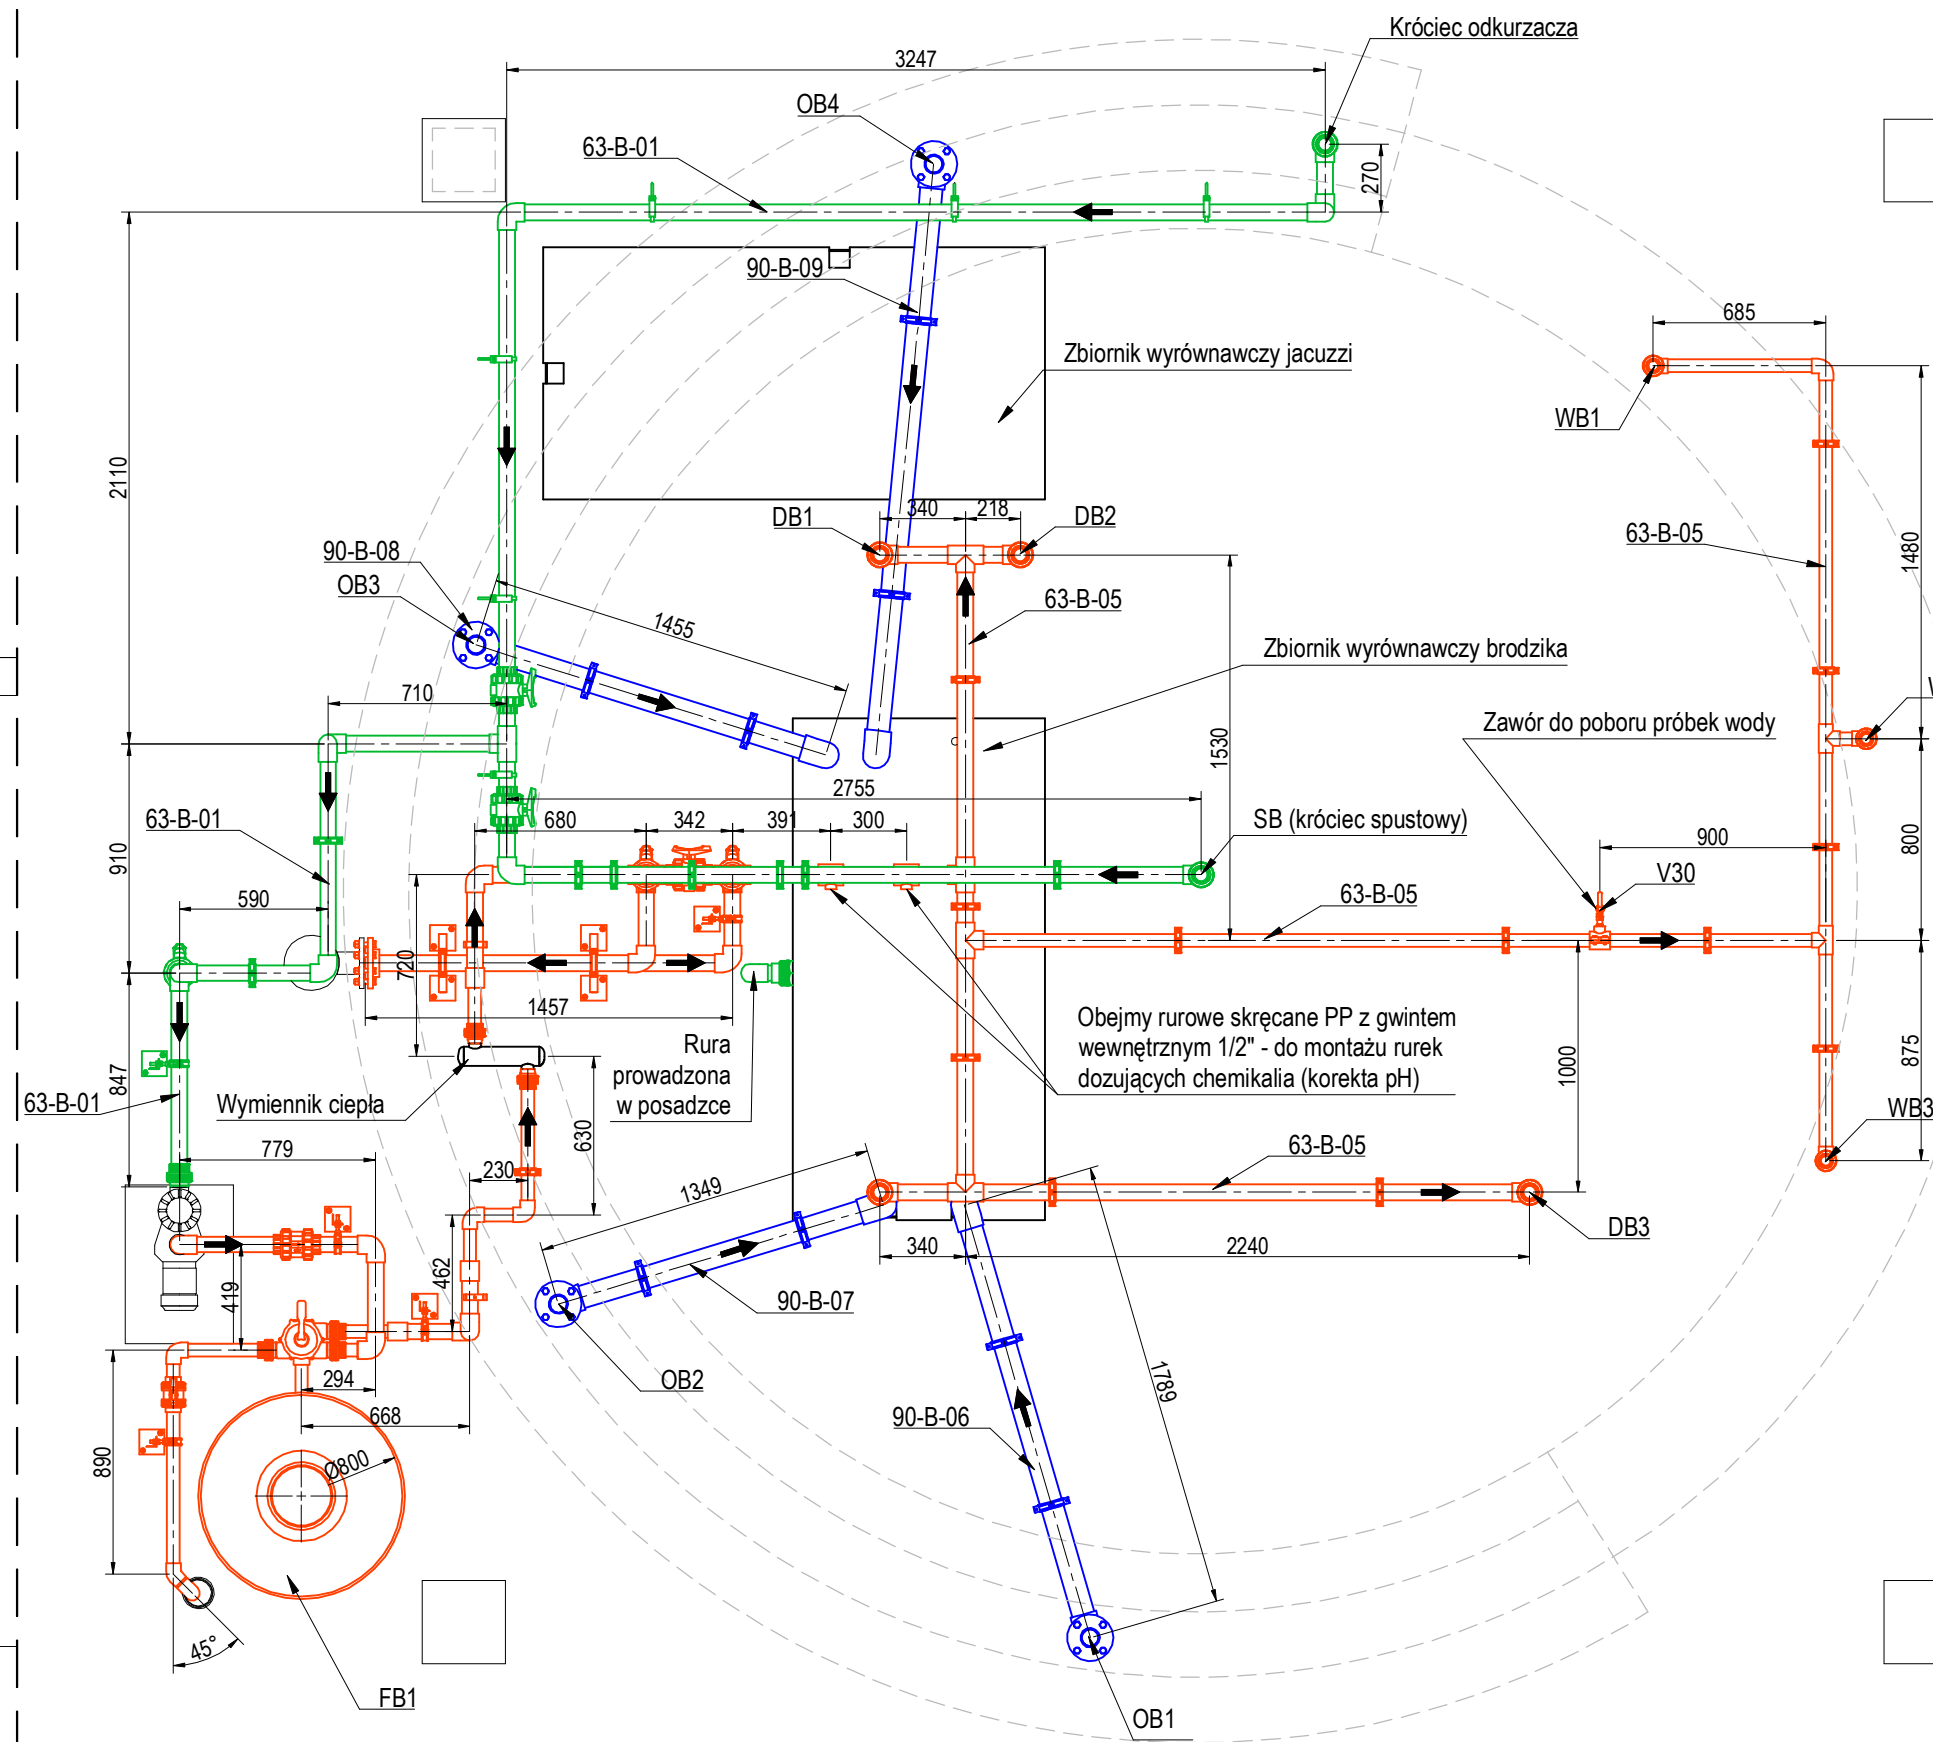 Króciec odkurzacza
3247
OB4
63-B-01
270
90-B-09
685
Zbiornik wyrównawczy jacuzzi
WB1
2110
340
218
DB1
DB2
90-B-08
63-B-05
1480
OB3
1455
63-B-05
Zbiornik wyrównawczy brodzika
710
Zawór do poboru próbek wody
1530
2755
63-B-01
680
342
391
300
SB (króciec spustowy)
900
800
910
V30
590
63-B-05
720
1457
Obejmy rurowe skręcane PP z gwintem
wewnętrznym 1/2" - do montażu rurek
dozujących chemikalia (korekta pH)
Rura
prowadzona
w posadzce
1000
875
847
63-B-01
Wymiennik ciepła
WB3
630
779
230
1349
63-B-05
DB3
340
2240
462
419
90-B-07
294
OB2
1789
668
90-B-06
890
Ø800
45°
FB1
OB1